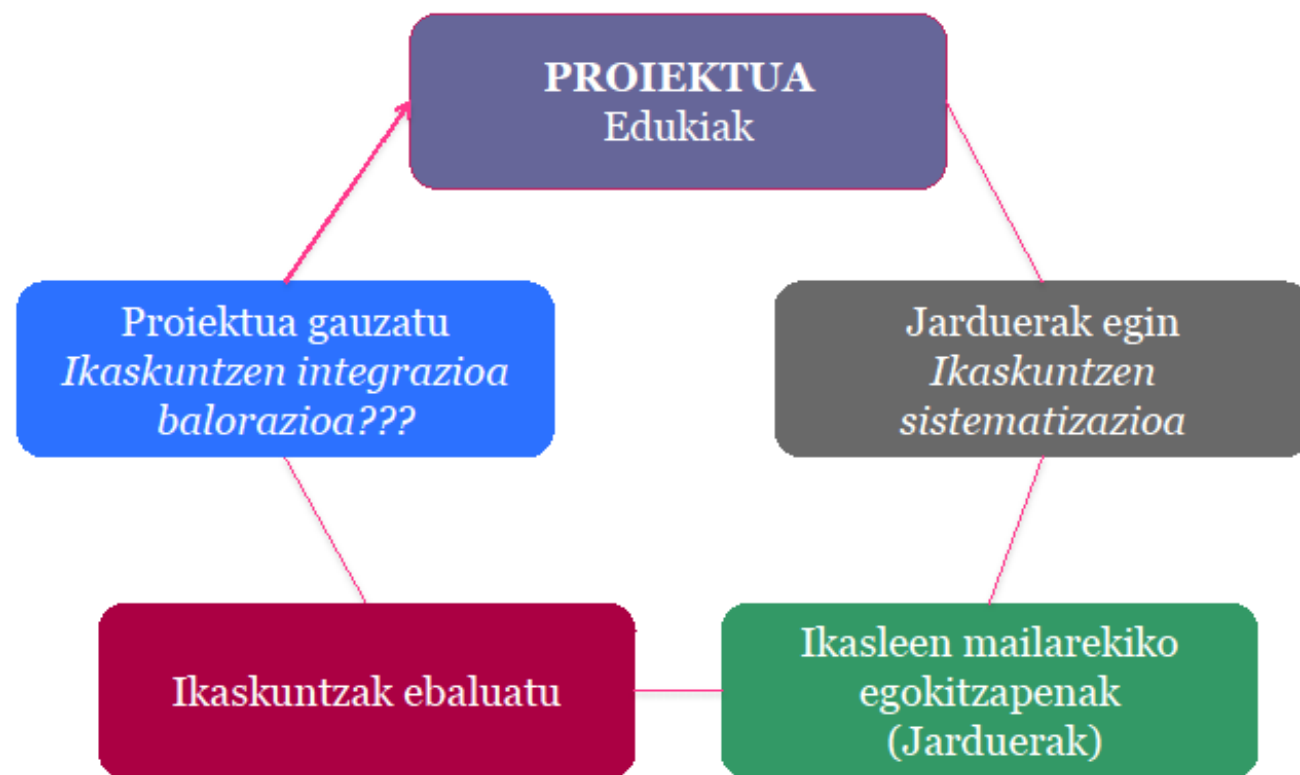 PROIEKTUA
Edukiak
Proiektua gauzatu
Ikaskuntzen integrazioa
balorazioa???
Jarduerak egin
Ikaskuntzen
sistematizazioa
Ikaskuntzak ebaluatu
Ikasleen mailarekiko
egokitzapenak
(Jarduerak)